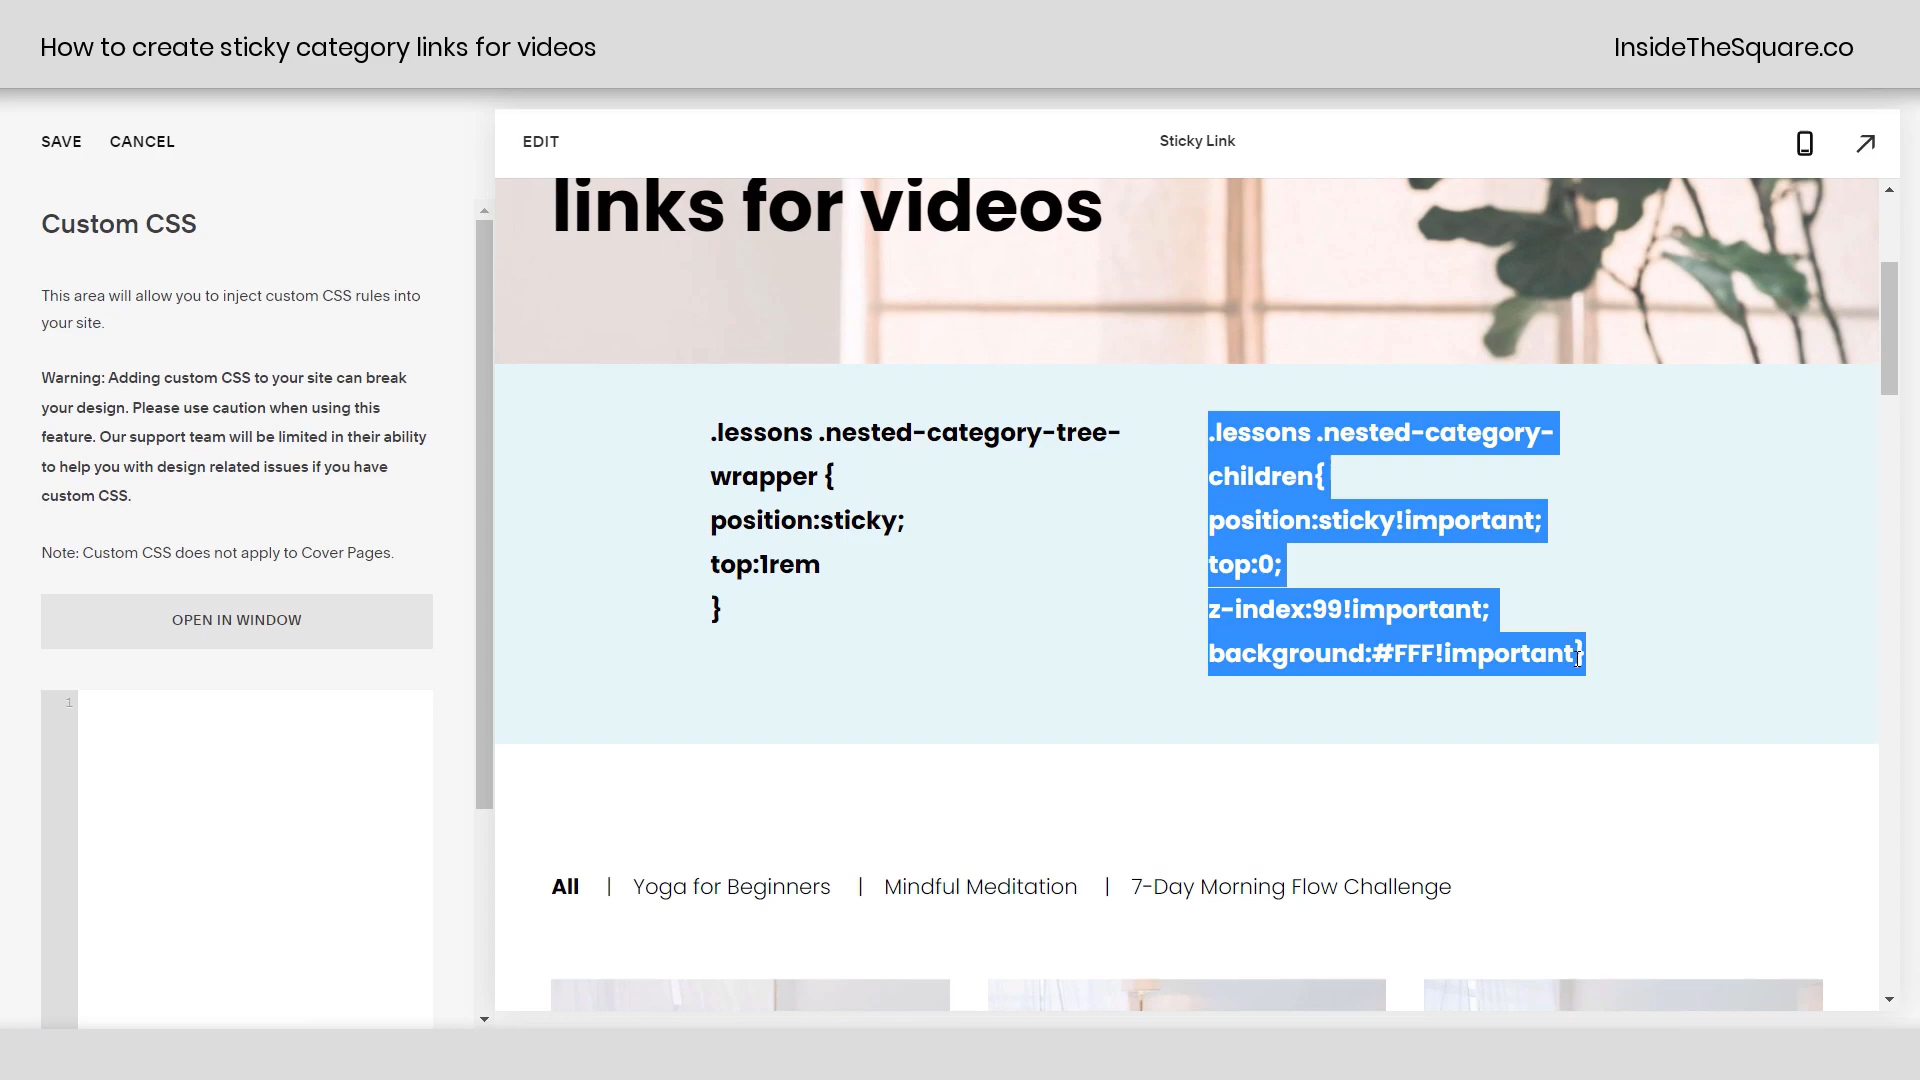 How to create sticky category links for videos
InsideTheSquare.co
SAVE
CANCEL
Custom CSS
This area will allow you to inject custom CSS rules into
your site.
Warning: Adding custom CSS to your site can break
your design. Please use caution when using this
feature. Our support team will be limited in their ability
to help you with design related issues if you have
custom CSS.
Note: Custom CSS does not apply to Cover Pages.
OPEN IN WINDOW
1
EDIT
Sticky Link
links for videos
.lessons .nested-category-tree-
wrapper {
position:sticky;
top:1rem
}
.lessons .nested-category-
children{
position:sticky!important;
top:0;
z-index:99!important;
background:#FFF!important}
All | Yoga for Beginners | Mindful Meditation | 7-Day Morning Flow Challenge